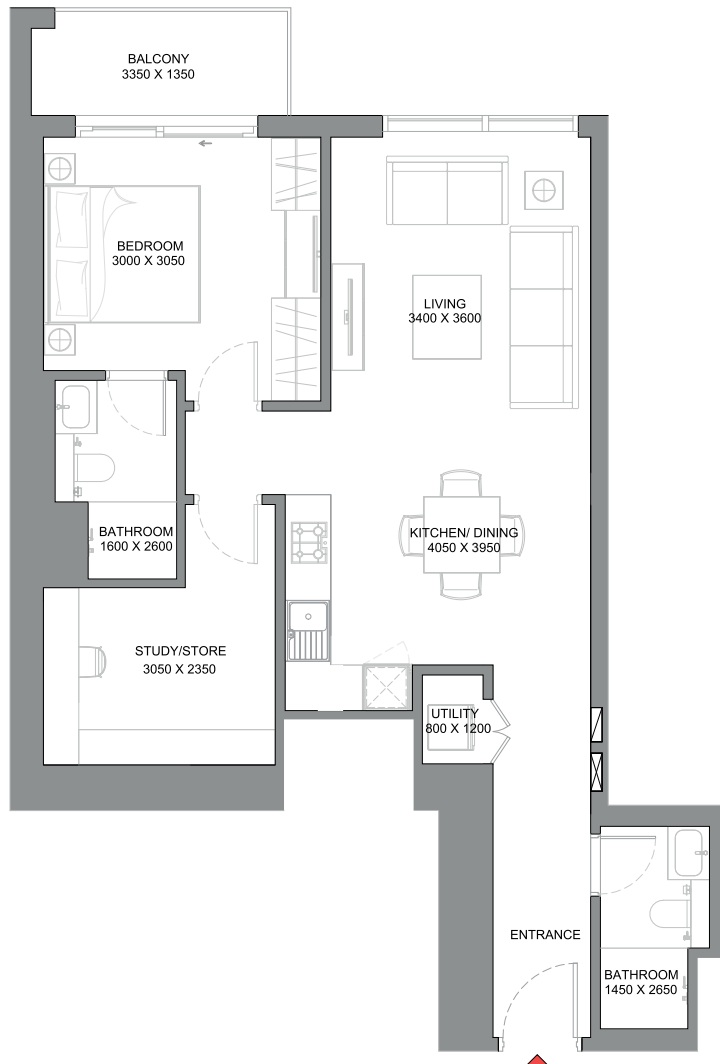 BALCONY
3350 X 1350
BEDROOM
3000 X 3050
LIVING
3400 X 3600
BATHROOM
1600 X 2600
KITCHEN/ DINING
4050 X 3950
STUDY/STORE
3050 X 2350
UTILITY
800 X 1200
ENTRANCE
BATHROOM
1450 X 2650